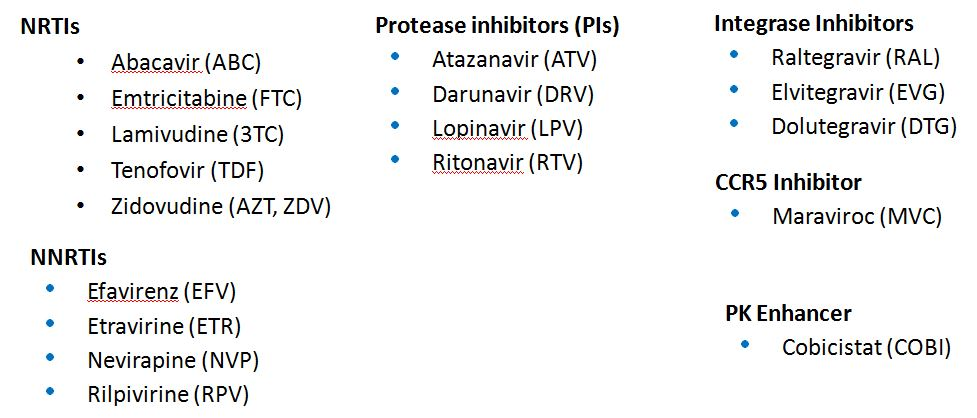 NRTIs
• Abacavir (ABC)
• Emtricitabine (FTC)
• Lamivudine (3TC)
• Tenofovir (TDF)
• Zidovudine (AZT, ZDV)
NNRTIs
• Efavirenz (EFV)
• Etravirine (ETR)
• Nevirapine (NVP)
• Rilpivirine (RPV)
Protease inhibitors (PIs)
• Atazanavir (ATV)
• Darunavir (DRV)
• Lopinavir (LPV)
• Ritonavir (RTV)
Integrase Inhibitors
• Raltegravir (RAL)
• Elvitegravir (EVG)
• Dolutegravir (DTG)
CCR5 Inhibitor
• Maraviroc (MVC)
PK Enhancer
• Cobicistat (COBI)